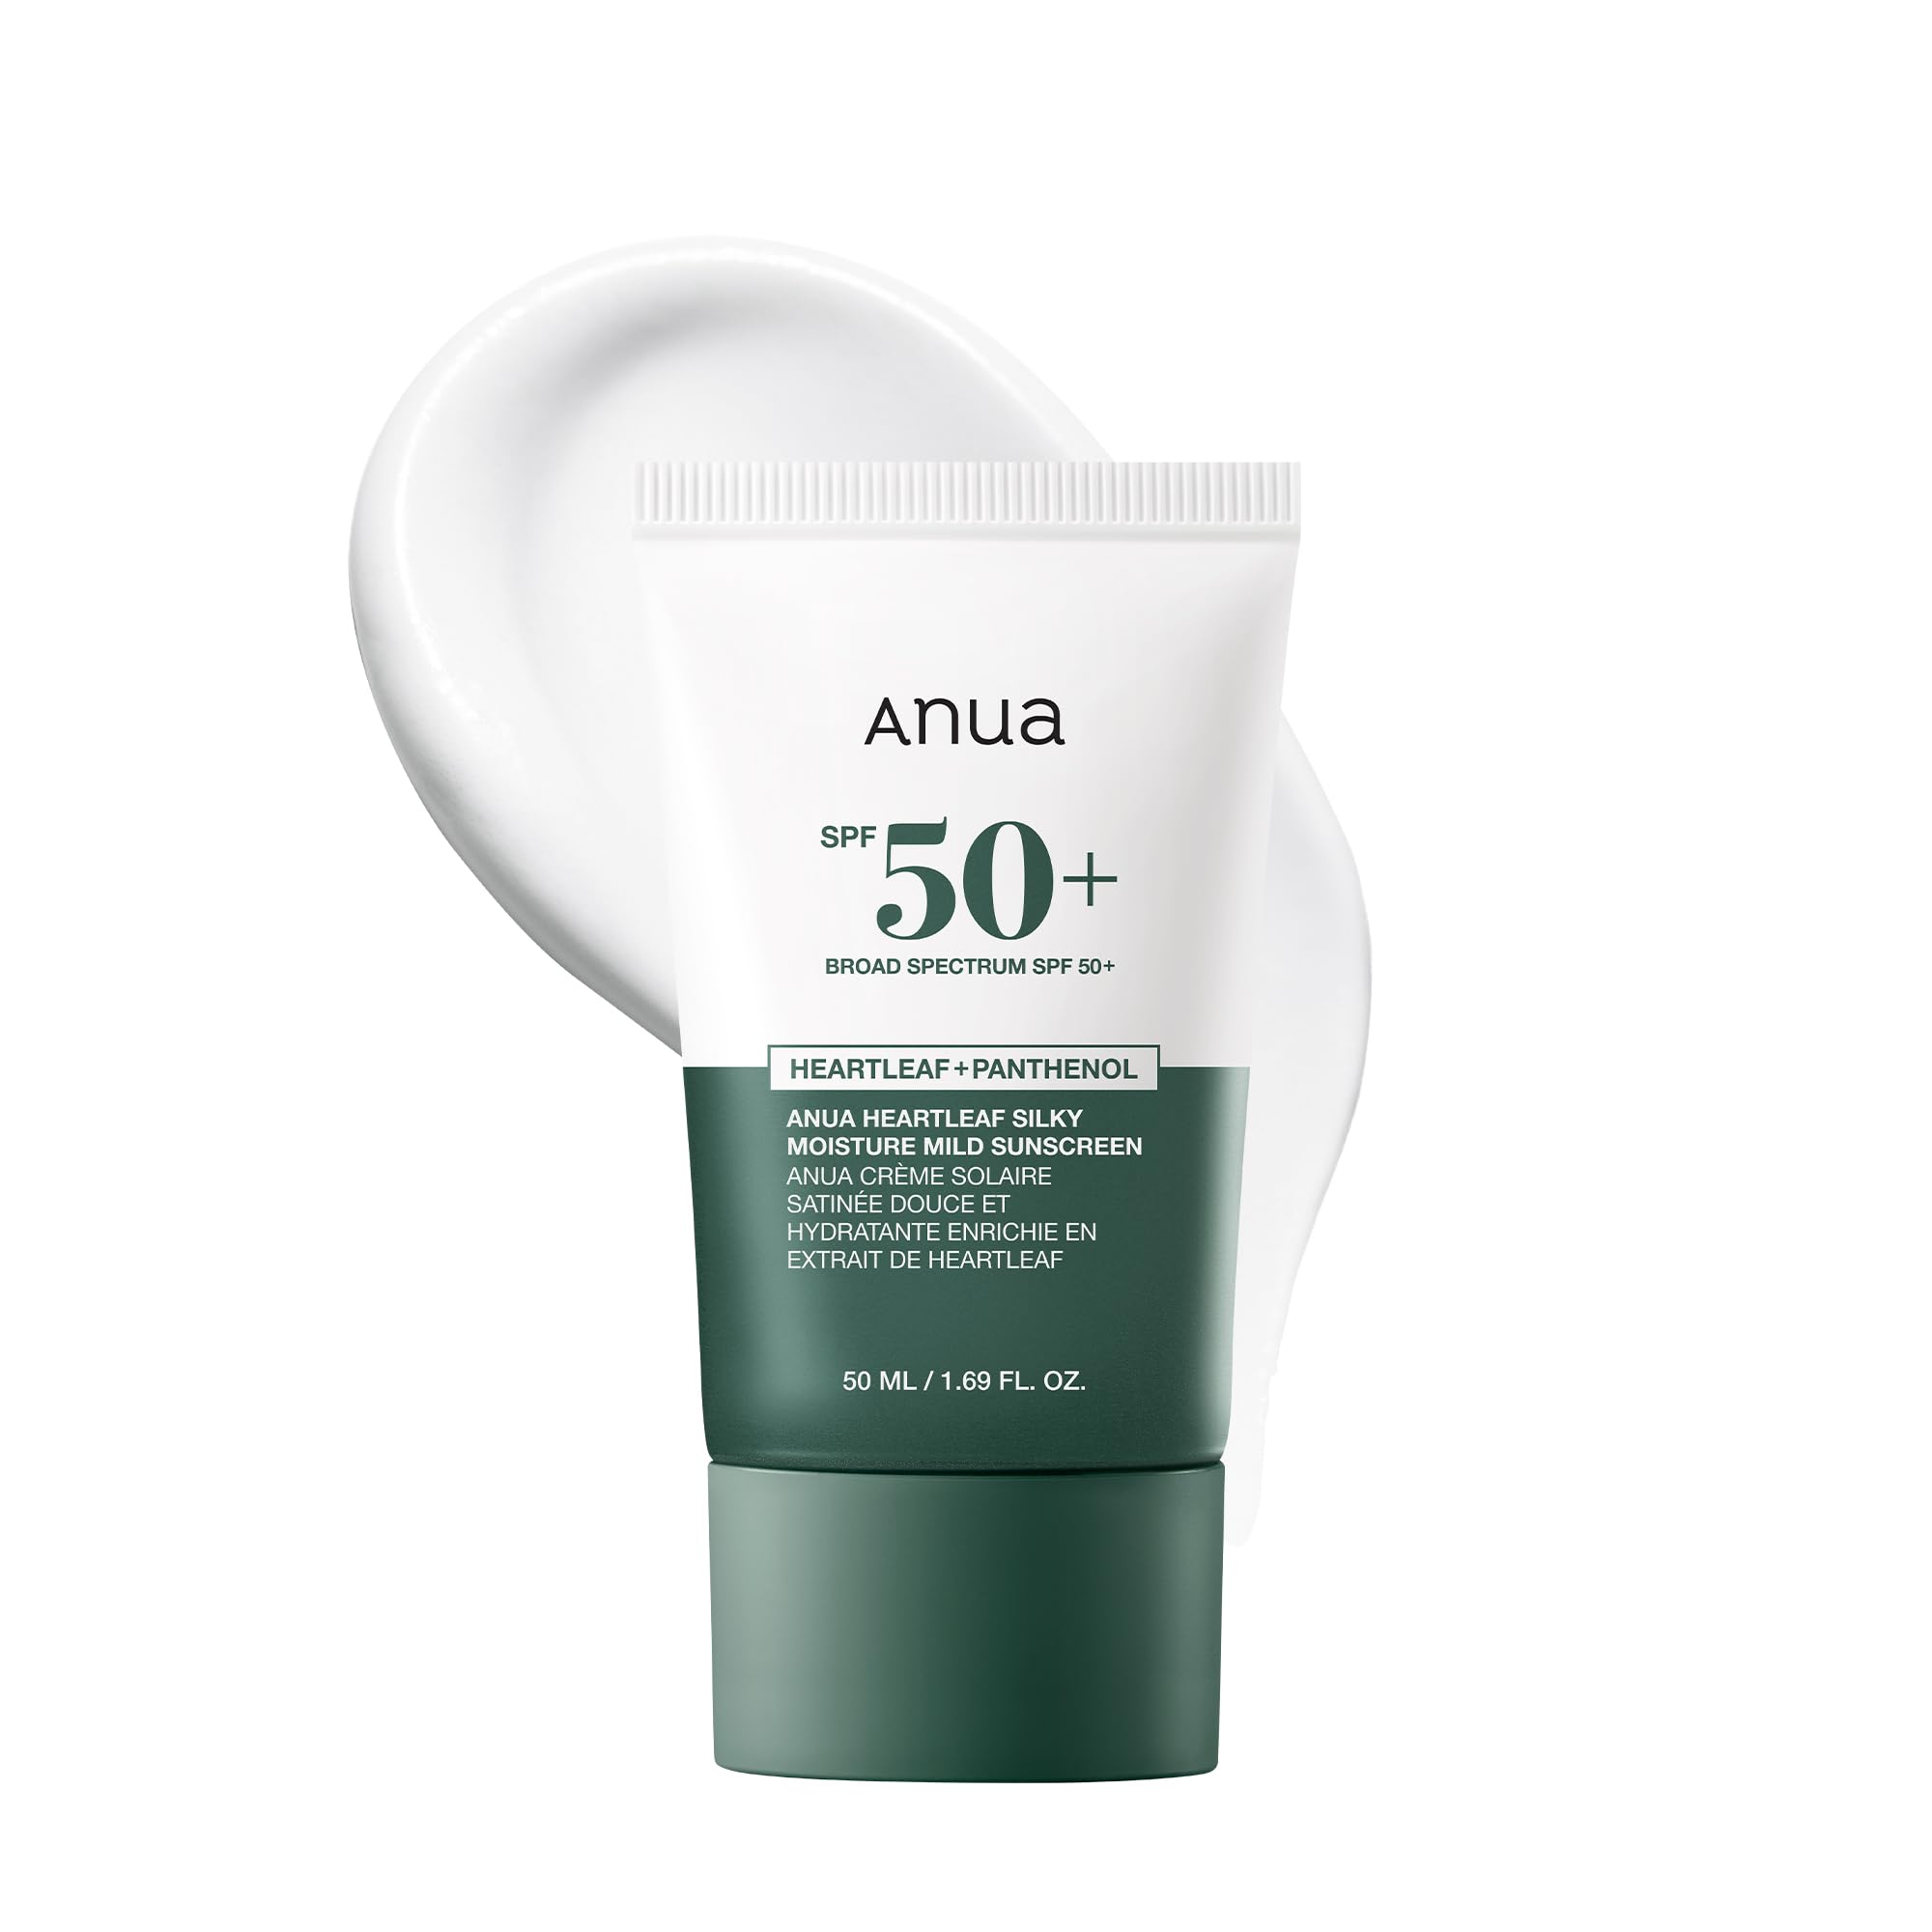 Anua
SPF 50+
BROAD SPECTRUM SPF 50+
HEARTLEAF+PANTHENOL
ANUA HEARTLEAF SILKY
MOISTURE MILD SUNSCREEN
ANUA CRÈME SOLAIRE
SATINÉE DOUCE ET
HYDRATANTE ENRICHIE EN
EXTRAIT DE HEARTLEAF
50 ML / 1.69 FL. OZ.